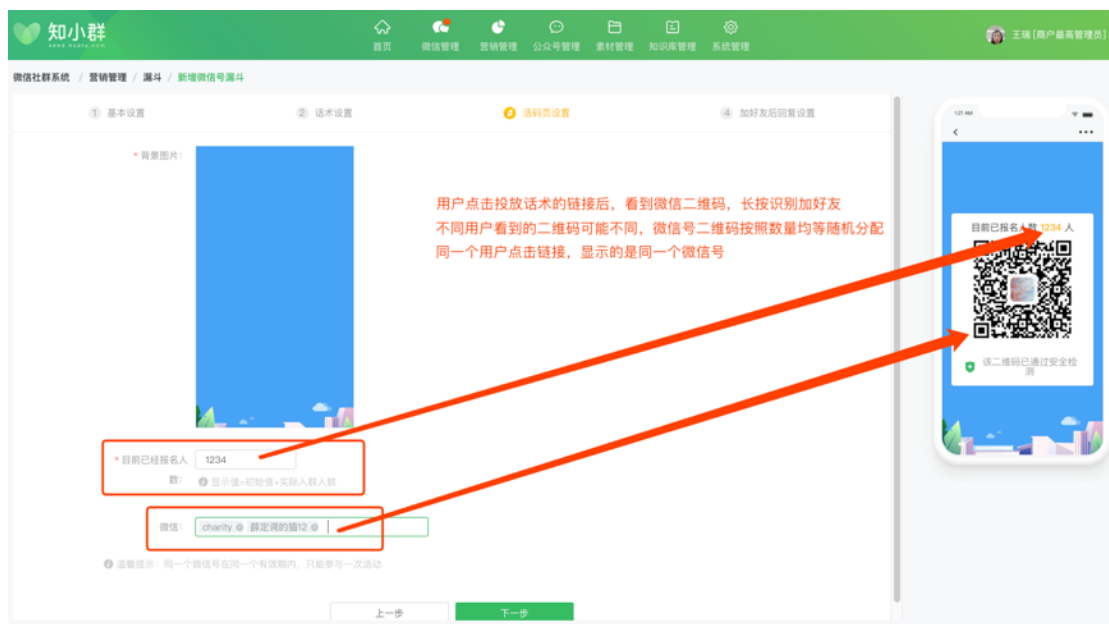 知小群
首页
微信管理
营销管理
公众号管理
素材管理
知识库管理
系统管理
王瑞[商户最高管理员]
微信社群系统 / 营销管理 / 漏斗 / 新增微信号漏斗
1 基本设置
2 话术设置
活码页设置
4 加好友后回复设置
* 背景图片:
用户点击投放话术的链接后，看到微信二维码，长按识别加好友
不同用户看到的二维码可能不同，微信号二维码按照数量均等随机分配
同一个用户点击链接，显示的是同一个微信号
* 目前已经报名人
数:
1234
显示值=初始值+实际入群人数
微信:
charity
薛定谔的猫12
温馨提示：同一个微信号在同一个有效期内，只能参与一次活动
上一步
下一步
1:21 AM
目前已报名人数 1234 人
该二维码已通过安全检
测